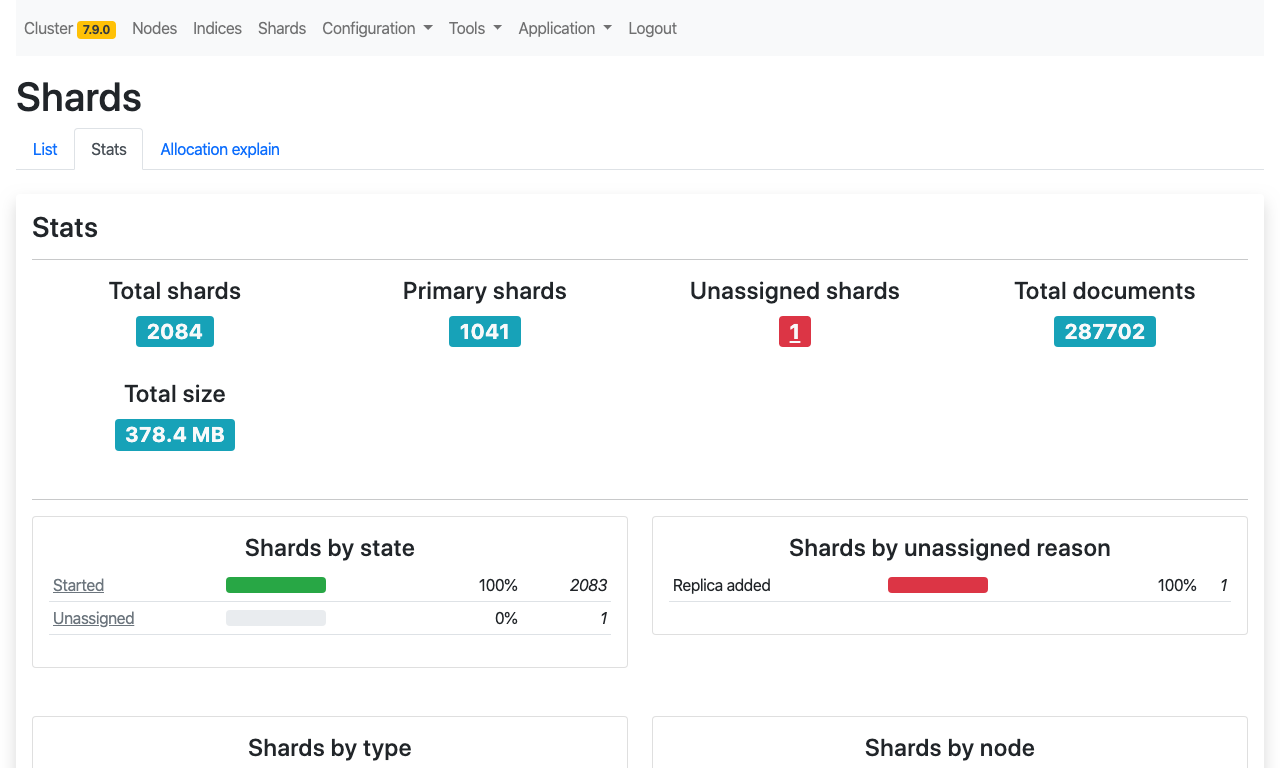 Cluster 7.9.0 Nodes Indices Shards Configuration Tools Application Logout
Shards
List Stats Allocation explain
Stats
Total shards Primary shards Unassigned shards Total documents
2084 1041 1 287702
Total size
378.4 MB
Shards by state
Started 100% 2083
Unassigned 0% 1
Shards by unassigned reason
Replica added 100% 1
Shards by type
Shards by node